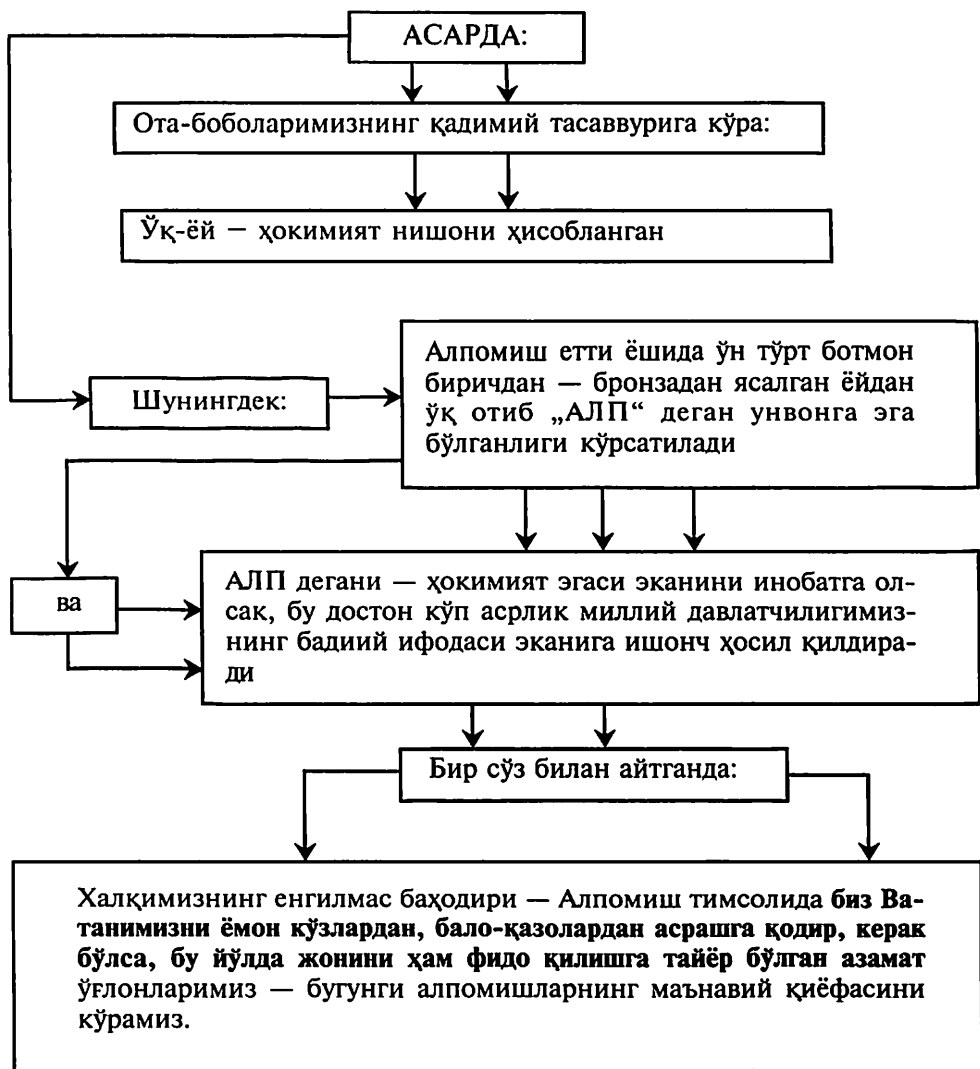 АСАРДА:
Ота-боболаримизнинг қадимий тасаввурига кўра:
Ўқ-ёй — ҳокимият нишони ҳисобланган
Алпомиш етти ёшида ўн тўрт ботмон
биричдан — бронзадан ясалган ёйдан
ўқ отиб „АЛП“ деган унвонга эга
бўлганлиги кўрсатилади
Шунингдек:
ва
АЛП дегани — ҳокимият эгаси эканини инобатга ол-
сак, бу достон кўп асрлик миллий давлатчилигимиз-
нинг бадиий ифодаси эканига ишонч ҳосил қилдира-
ди
Бир сўз билан айтганда:
Халқимизнинг енгилмас баҳодири — Алпомиш тимсолида биз Ва-
танимизни ёмон кўзлардан, бало-қазолардан асрашга қодир, керак
бўлса, бу йўлда жонини ҳам фидо қилишга тайёр бўлган азамат
ўғлонларимиз — бугунги алпомишларнинг маънавий қиёфасини
кўрамиз.